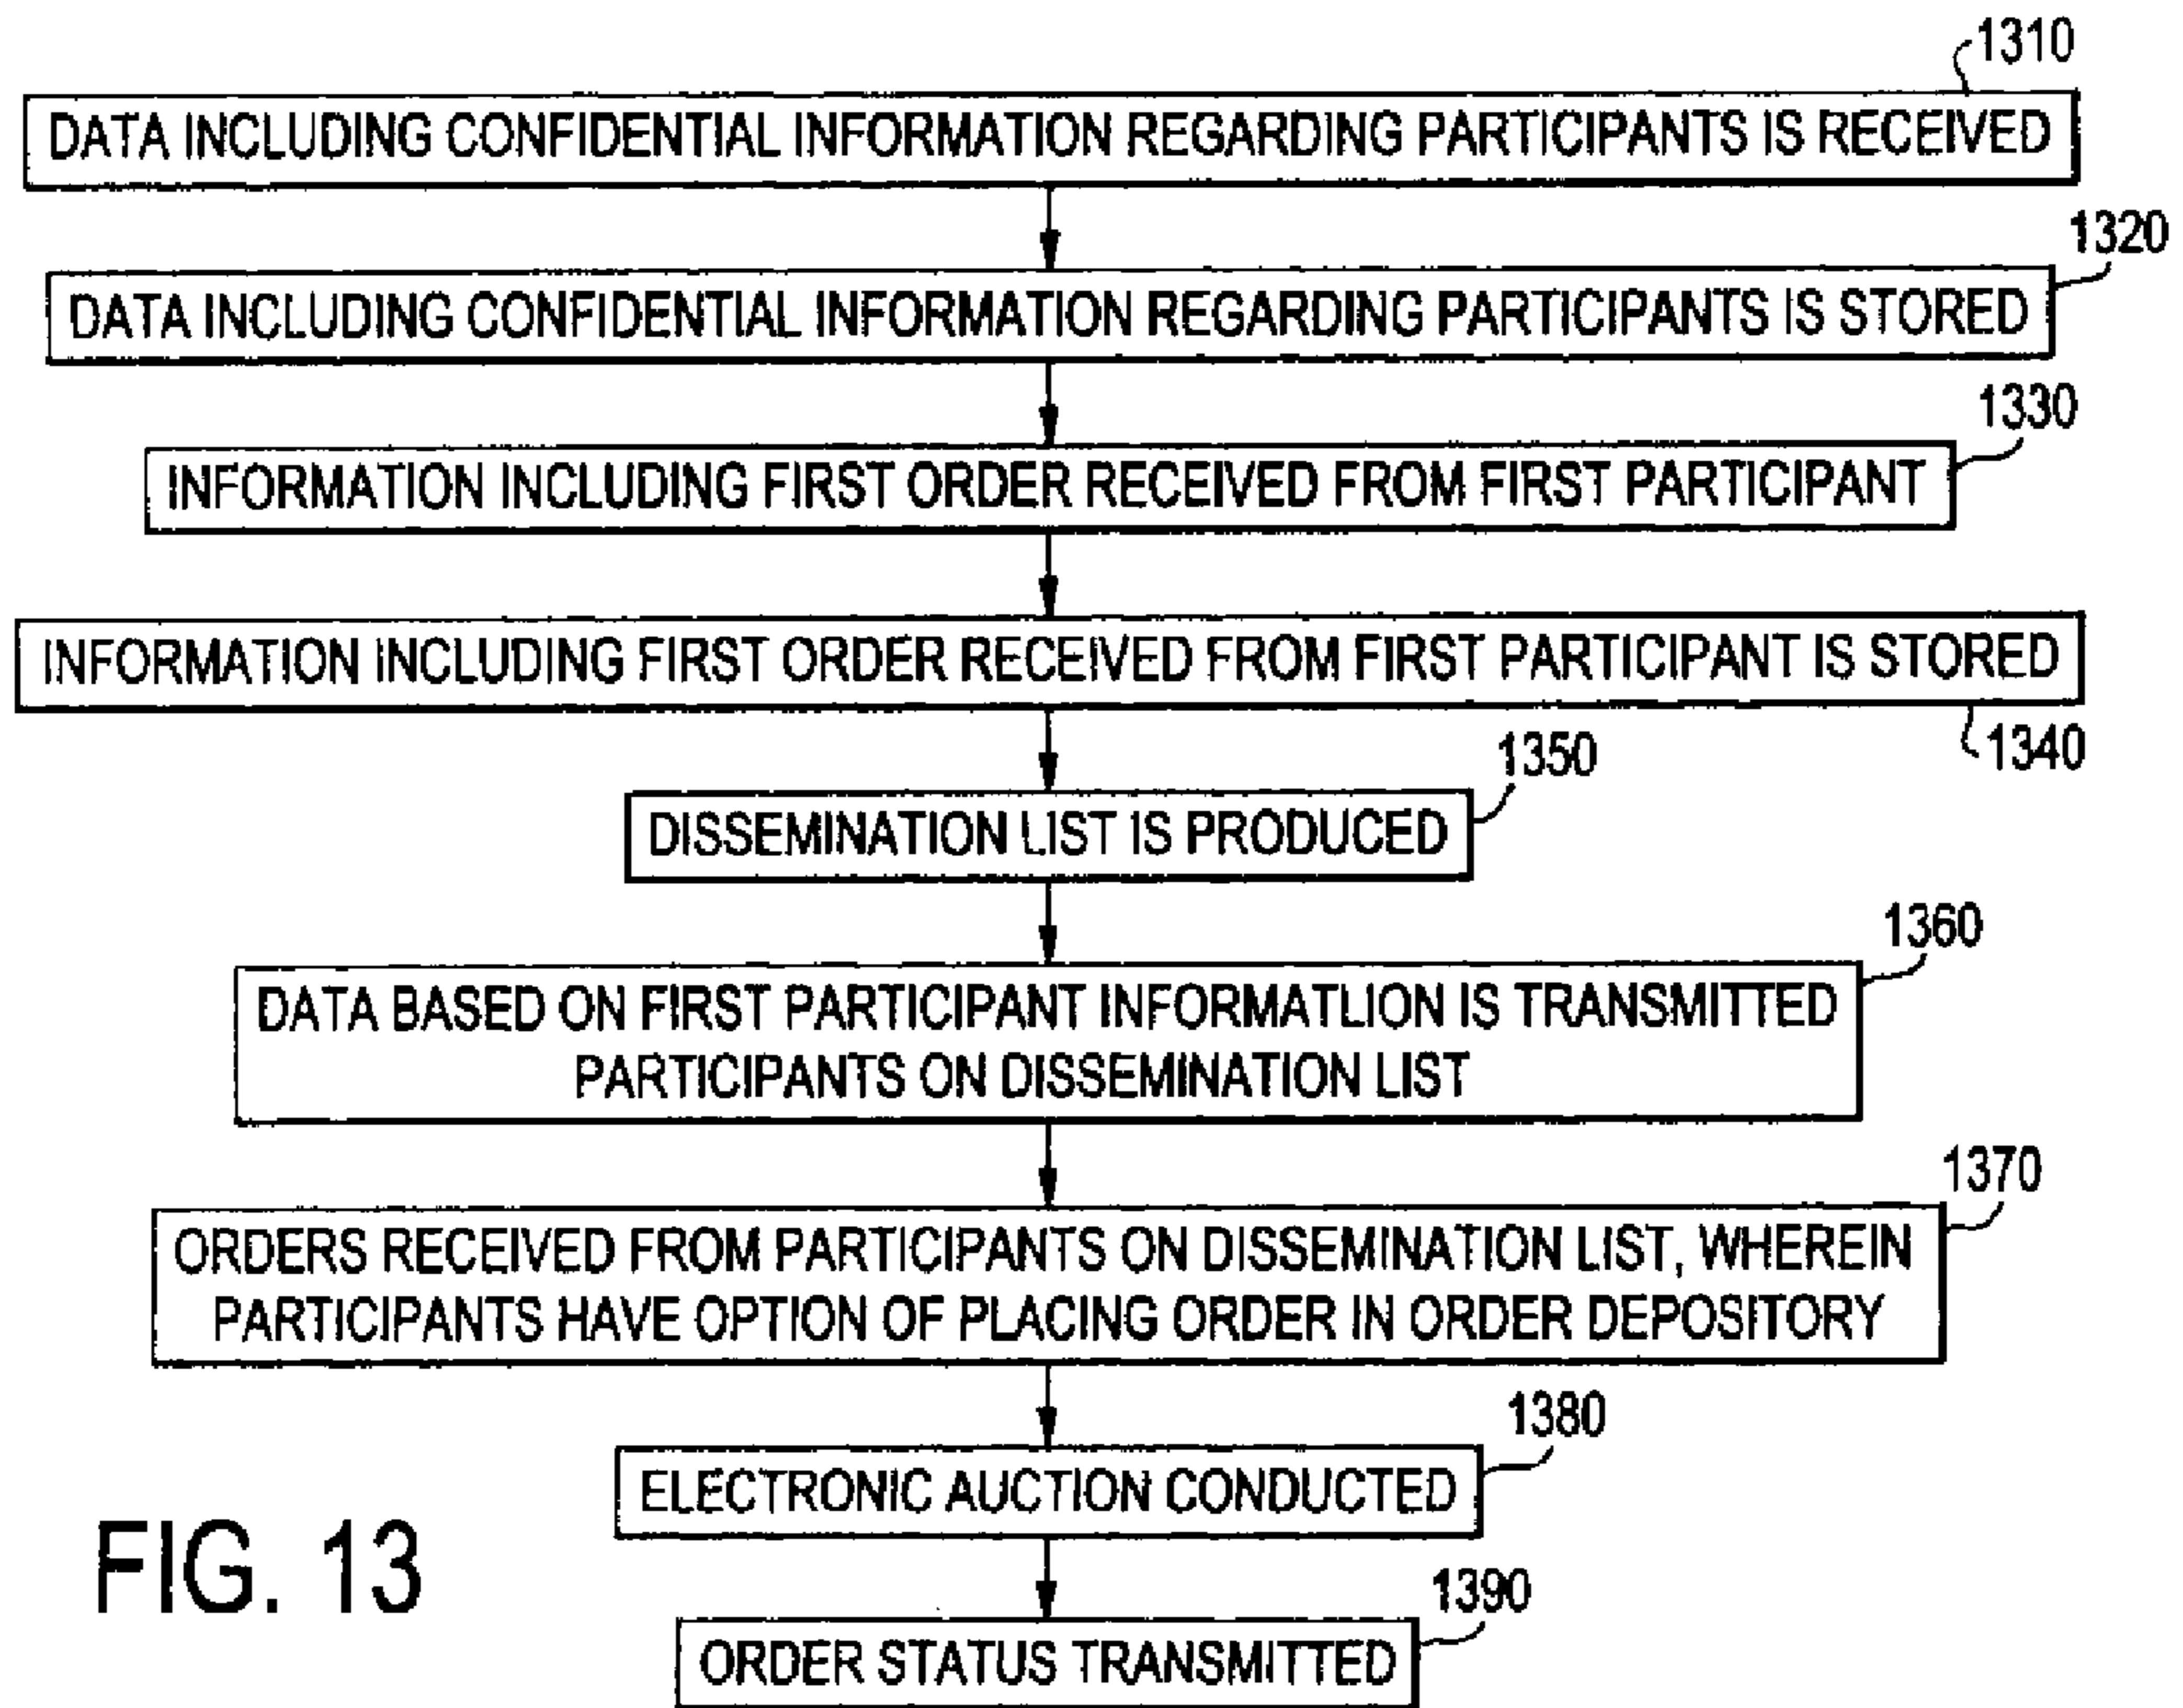 1310
DATA INCLUDING CONFIDENTIAL INFORMATION REGARDING PARTICIPANTS IS RECEIVED
1320
DATA INCLUDING CONFIDENTIAL INFORMATION REGARDING PARTICIPANTS IS STORED
1330
INFORMATION INCLUDING FIRST ORDER RECEIVED FROM FIRST PARTICIPANT
INFORMATION INCLUDING FIRST ORDER RECEIVED FROM FIRST PARTICIPANT IS STORED
1340
1350
DISSEMINATION LIST IS PRODUCED
1360
DATA BASED ON FIRST PARTICIPANT INFORMATLION IS TRANSMITTED
PARTICIPANTS ON DISSEMINATION LIST
1370
ORDERS RECEIVED FROM PARTICIPANTS ON DISSEMINATION LIST, WHEREIN
PARTICIPANTS HAVE OPTION OF PLACING ORDER IN ORDER DEPOSITORY
1380
ELECTRONIC AUCTION CONDUCTED
1390
ORDER STATUS TRANSMITTED
FIG. 13